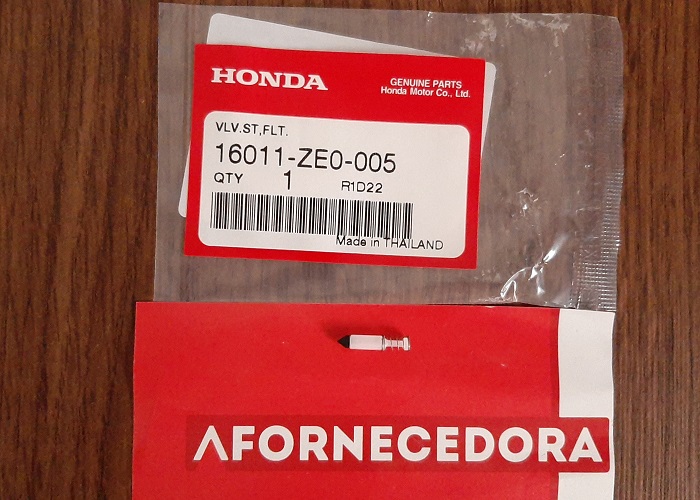 HONDA
GENUINE PARTS
Honda Motor Co., Ltd.
VLV.ST,FLT.
16011-ZE0-005
QTY 1 R1D22
Made in THAILAND
AFORNECEDORA